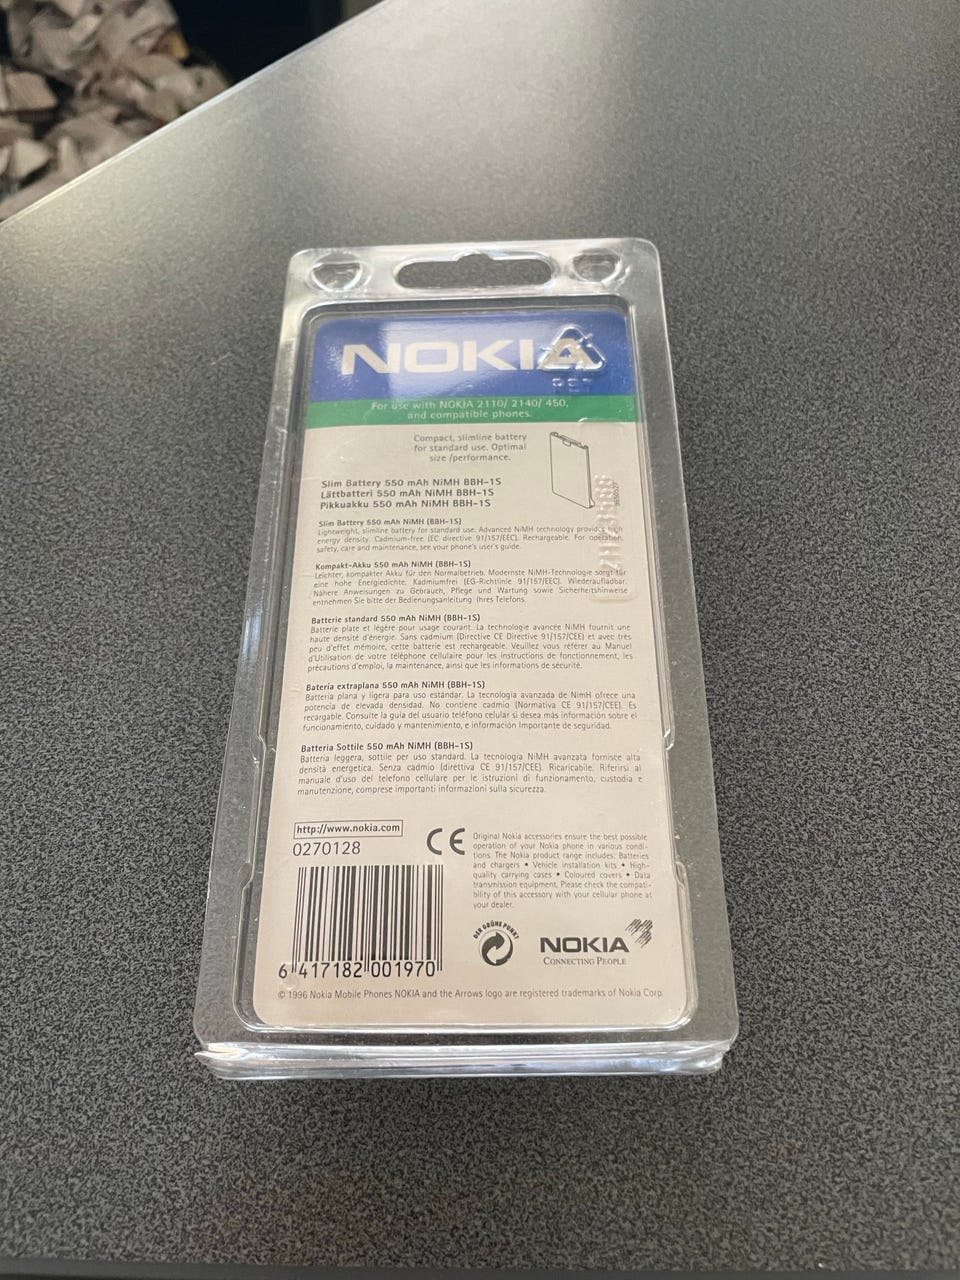 NOKIA
For use with NOKIA 2110/ 2140/ 450,
and compatible phones.
Compact, slimline battery
for standard use. Optimal
size /performance.
Slim Battery 550 mAh NiMH BBH-1S
Lättbatteri 550 mAh NiMH BBH-1S
Pikkuakku 550 mAh NiMH BBH-1S
Slim Battery 550 mAh NiMH (BBH-1S)
Lightweight, slimline battery for standard use. Advanced NiMH technology provides high
energy density. Cadmium-free (EC directive 91/157/EEC). Rechargeable. For operation,
safety, care and maintenance, see your phone's user's guide.
Kompakt-Akku 550 mAh NiMH (BBH-1S)
Leichter, kompakter Akku für den Normalbetrieb. Modernste NiMH-Technologie sorgt für
eine hohe Energiedichte. Kadmiumfrei (EG-Richtlinie 91/157/EEC). Wiederaufladbar.
Nähere Anweisungen zu Gebrauch, Pflege und Wartung sowie Sicherheitshinweise
entnehmen Sie bitte der Bedienungsanleitung Ihres Telefons.
Batterie standard 550 mAh NiMH (BBH-1S)
Batterie plate et légère pour usage courant. La technologie avancée NiMH fournit une
haute densité d'énergie. Sans cadmium (Directive CE Directive 91/157/CEE) et avec très
peu d'effet mémoire, cette batterie est rechargeable. Veuillez vous référer au Manuel
d'Utilisation de votre téléphone cellulaire pour les instructions de fonctionnement, les
précautions d'emploi, la maintenance, ainsi que les informations de sécurité.
Batería extraplana 550 mAh NiMH (BBH-1S)
Batería plana y ligera para uso estándar. La tecnología avanzada de NimH ofrece una
potencia de elevada densidad. No contiene cadmio (Normativa CE 91/157/CEE). Es
recargable. Consulte la guía del usuario teléfono celular si desea más información sobre el
funcionamiento, cuidado y mantenimiento, e información Importante de seguridad.
Batteria Sottile 550 mAh NiMH (BBH-1S)
Batteria leggera, sottile per uso standard. La tecnologia NiMH avanzata fornisce alta
densità energetica. Senza cadmio (direttiva CE 91/157/CEE). Ricaricabile. Riferirsi al
manuale d'uso del telefono cellulare per le istruzioni di funzionamento, custodia e
manutenzione, comprese importanti informazioni sulla sicurezza.
http://www.nokia.com
0270128
CE
Original Nokia accessories ensure the best possible
operation of your Nokia phone in various condi-
tions. The Nokia product range includes: Batteries
and chargers • Vehicle installation kits • High-
quality carrying cases • Coloured covers • Data
transmission equipment. Please check the compati-
bility of this accessory with your cellular phone at
your dealer.
DER GRÜNE PUNKT
NOKIA
CONNECTING PEOPLE
6 417182 001970
© 1996 Nokia Mobile Phones NOKIA and the Arrows logo are registered trademarks of Nokia Corp.